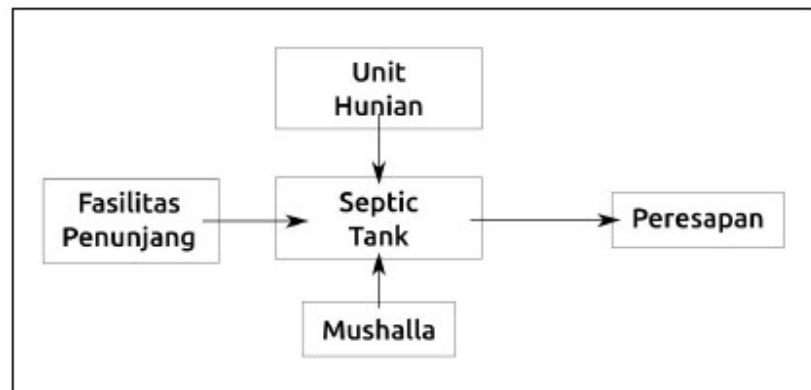 Unit
Hunian
Fasilitas
Penunjang
Septic
Tank
Peresapan
Mushalla